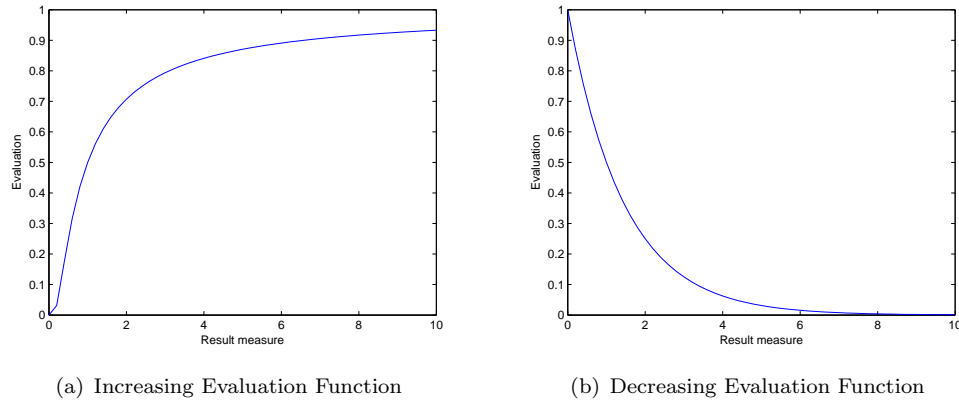 1
0.9
0.8
0.7
0.6
0.5
0.4
0.3
0.2
0.1
0
Evaluation
0 2 4 6 8 10
Result measure
(a) Increasing Evaluation Function
1
0.9
0.8
0.7
0.6
0.5
0.4
0.3
0.2
0.1
0
Evaluation
0 2 4 6 8 10
Result measure
(b) Decreasing Evaluation Function